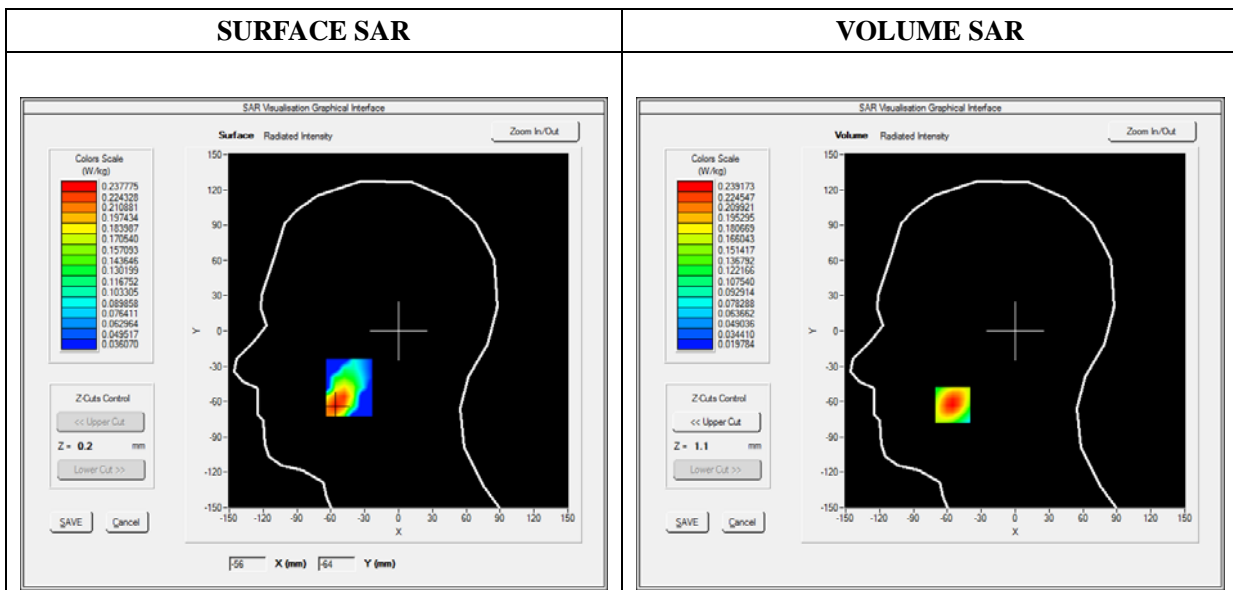 SURFACE SAR
SAR Visualisation Graphical Interface
Surface Radiated Intensity
Zoom In/Out
Colors Scale
(W/kg)
0.237775
0.224328
0.210881
0.197434
0.183987
0.170540
0.157093
0.143646
0.130199
0.116752
0.103305
0.089858
0.076411
0.062964
0.049517
0.036070
150
120
90
60
30
0
-30
-60
-90
-120
-150
Y
-150 -120 -90 -60 -30 0 30 60 90 120 150
X
Z-Cuts Control
<< Upper Cut
Z = 0.2 mm
Lower Cut >>
SAVE Cancel
-56 X (mm) -64 Y (mm)
VOLUME SAR
SAR Visualisation Graphical Interface
Volume Radiated Intensity
Zoom In/Out
Colors Scale
(W/kg)
0.239173
0.224547
0.209921
0.195295
0.180669
0.166043
0.151417
0.136792
0.122166
0.107540
0.092914
0.078288
0.063662
0.049036
0.034410
0.019784
150
120
90
60
30
0
-30
-60
-90
-120
-150
Y
-150 -120 -90 -60 -30 0 30 60 90 120 150
X
Z-Cuts Control
<< Upper Cut
Z = 1.1 mm
Lower Cut >>
SAVE Cancel